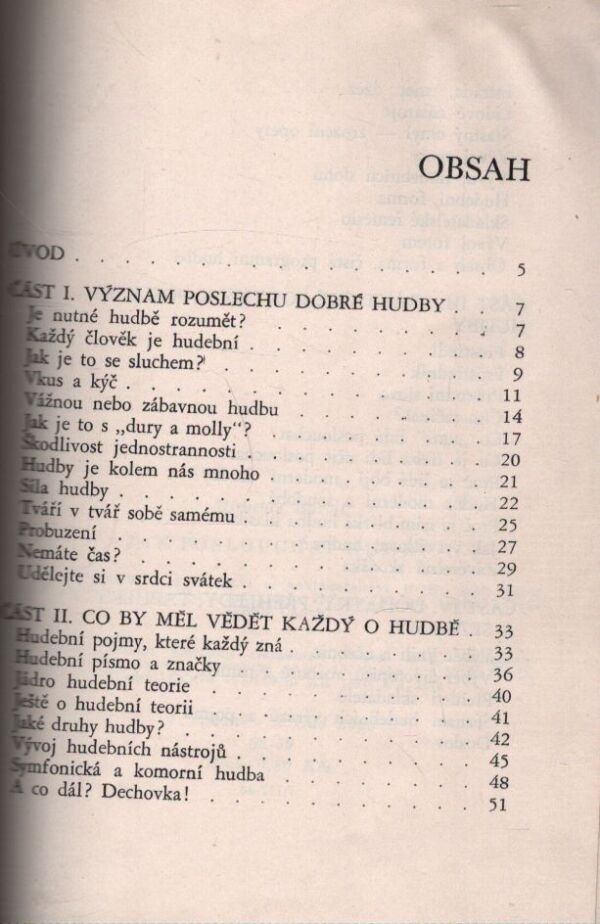 OBSAH
ÚVOD . . . . . . . . . . . . . . . 5
ČÁST I. VÝZNAM POSLECHU DOBRÉ HUDBY . . 7
Je nutné hudbě rozumět? . . . . . . . . . 7
Každý člověk je hudební . . . . . . . . . 8
Jak je to se sluchem? . . . . . . . . . . 9
Vkus a kýč . . . . . . . . . . . . . 11
Vážnou nebo zábavnou hudbu . . . . . . . 14
Jak je to s „dury a molly“? . . . . . . . . 17
Škodlivost jednostrannosti . . . . . . . . 20
Hudby je kolem nás mnoho . . . . . . . . 21
Síla hudby . . . . . . . . . . . . . 22
Tváří v tvář sobě samému . . . . . . . . 25
Probuzení . . . . . . . . . . . . . 27
Nemáte čas? . . . . . . . . . . . . 29
Udělejte si v srdci svátek . . . . . . . . 31
ČÁST II. CO BY MĚL VĚDĚT KAŽDÝ O HUDBĚ . 33
Hudební pojmy, které každý zná . . . . . . 33
Hudební písmo a značky . . . . . . . . . 36
Jádro hudební teorie . . . . . . . . . . 40
Ještě o hudební teorii . . . . . . . . . 41
Jaké druhy hudby? . . . . . . . . . . 42
Vývoj hudebních nástrojů . . . . . . . . 45
Symfonická a komorní hudba . . . . . . . 48
A co dál? Dechovka! . . . . . . . . . . 51